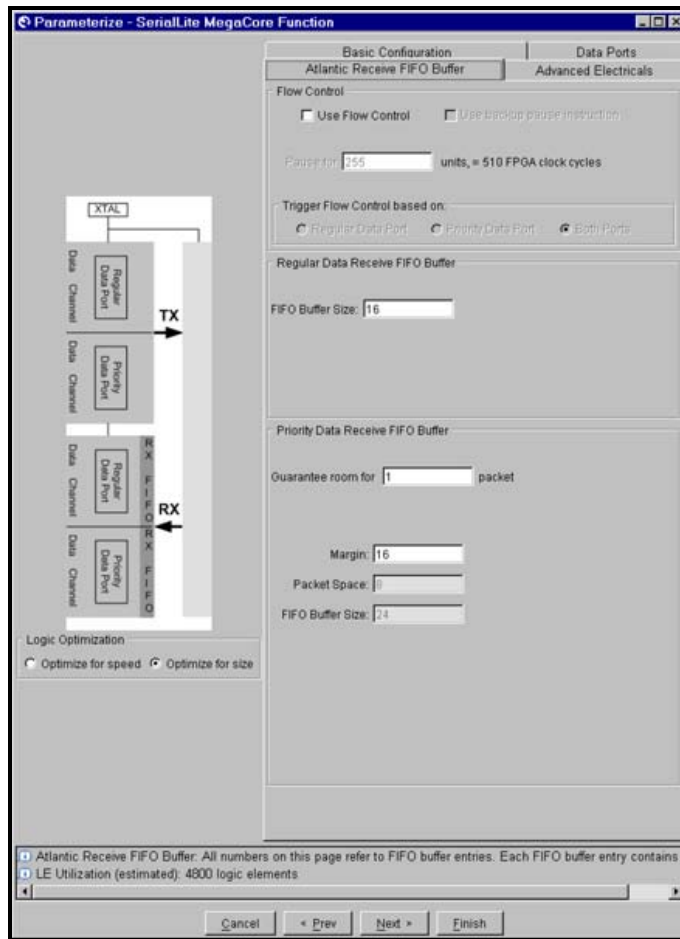 Parameterize - SerialLite MegaCore Function
Basic Configuration
Data Ports
Atlantic Receive FIFO Buffer
Advanced Electricals
Flow Control
Use Flow Control
Use backup pause instruction
Pause for 255 units, = 510 FPGA clock cycles
Trigger Flow Control based on:
Regular Data Port
Priority Data Port
Both Ports
Regular Data Receive FIFO Buffer
FIFO Buffer Size: 16
Priority Data Receive FIFO Buffer
Guarantee room for 1 packet
Margin: 16
Packet Space: 8
FIFO Buffer Size: 24
XTAL
Data Channel
Regular Data Port
TX
Data Channel
Priority Data Port
Data Channel
Regular Data Port
RX FIFO
RX
Data Channel
Priority Data Port
RX FIFO
Logic Optimization
Optimize for speed
Optimize for size
Atlantic Receive FIFO Buffer: All numbers on this page refer to FIFO buffer entries. Each FIFO buffer entry contains
LE Utilization (estimated): 4800 logic elements
Cancel
< Prev
Next >
Finish